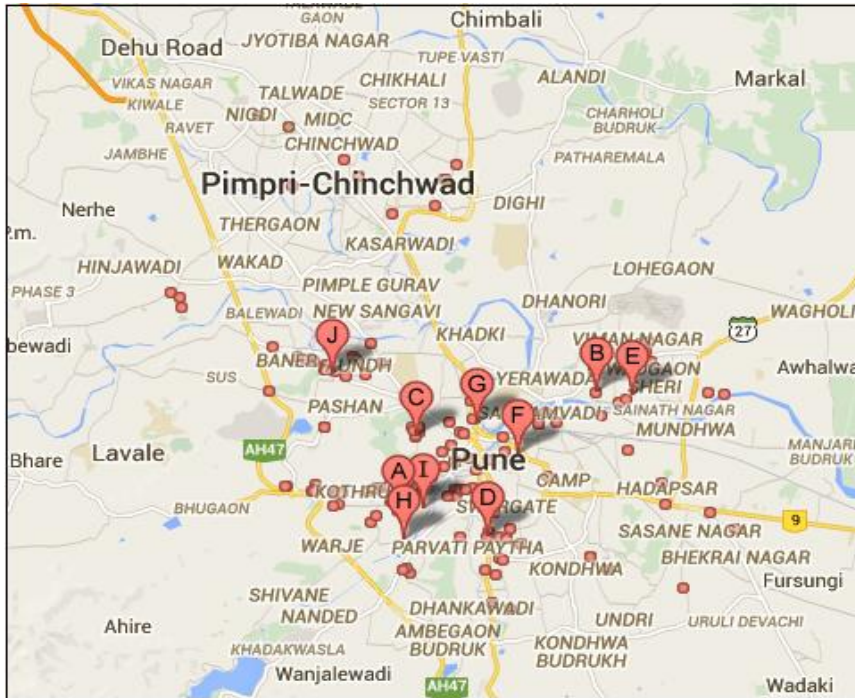 TALAWADE
GAON
Chimbali
Dehu Road
JYOTIBA NAGAR
TUPE VASTI
CHIKHALI
ALANDI
Markal
VIKAS NAGAR
KIWALE
TALWADE
SECTOR 13
NIGDI
MIDC
CHARHOLI
BUDRUK
RAVET
CHINCHWAD
JAMBHE
PATHAREMALA
Pimpri-Chinchwad
DIGHI
Nerhe
THERGAON
P.m.
KASARWADI
WAKAD
HINJAWADI
LOHEGAON
PIMPLE GURAV
PHASE 3
DHANORI
WAGHOLI
BALEWADI
NEW SANGAVI
KHADKI
27
bewadi
J
VIMAN NAGAR
BANER
UNDH
B
E
Awhalwa
SUS
G
YERAWADA
SHERI
PASHAN
C
F
SAINATH NAGAR
MUNDHWA
AH47
Lavale
Pune
MANJARI
BUDRUK
Bhare
A
I
CAMP
KOTHRU
H
D
HADAPSAR
BHUGAON
9
SASANE NAGAR
WARJE
PARVATI PAYTHA
BHEKRAI NAGAR
KONDHWA
Fursungi
SHIVANE
NANDED
DHANKAWADI
UNDRI
Ahire
AMBEGAON
BUDRUK
URULI DEVACHI
KHADAKWASLA
KONDHWA
BUDRUKH
Wanjalewadi
AH47
Wadaki